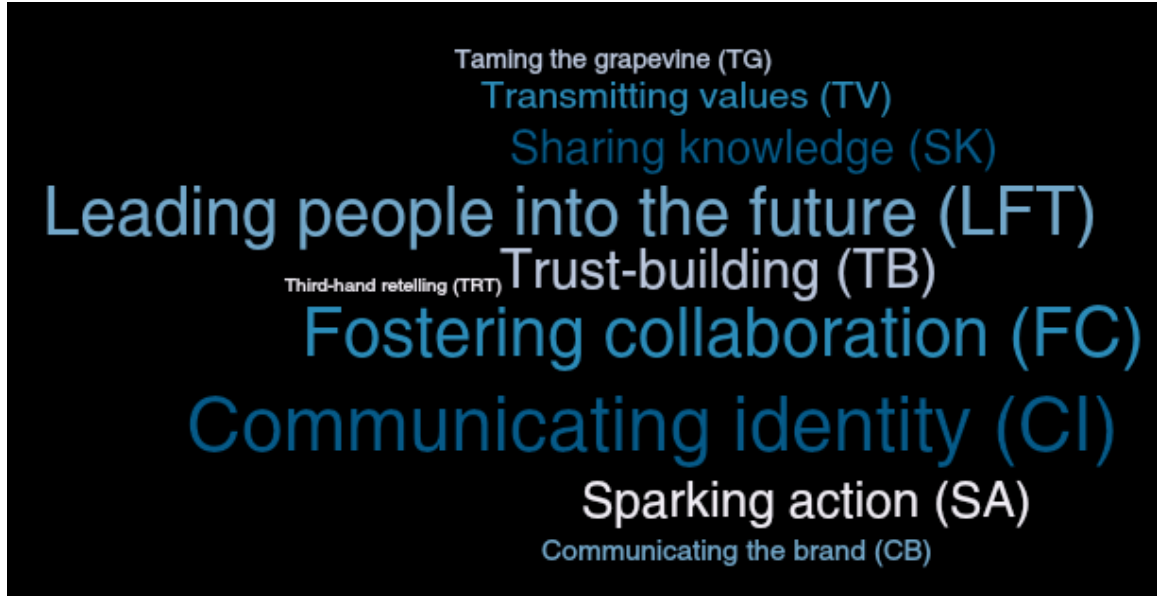 Taming the grapevine (TG)
Transmitting values (TV)
Sharing knowledge (SK)
Leading people into the future (LFT)
Trust-building (TB)
Third-hand retelling (TRT)
Fostering collaboration (FC)
Communicating identity (CI)
Sparking action (SA)
Communicating the brand (CB)